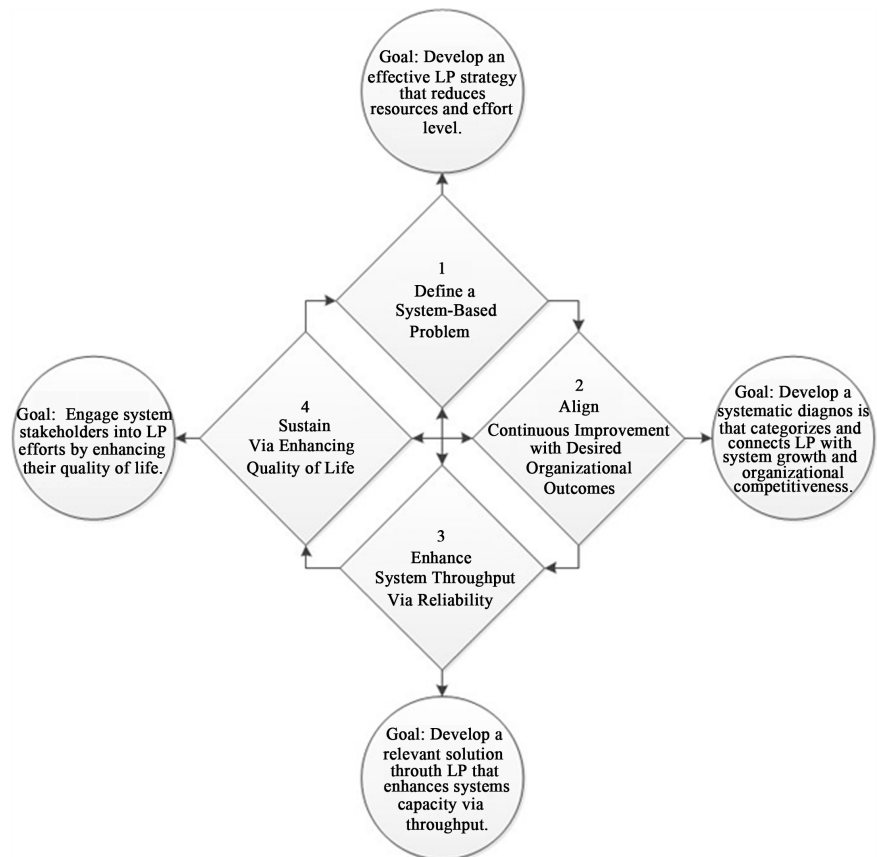 Goal: Develop an
effective LP strategy
that reduces
resources and effort
level.
1
Define a
System-Based
Problem
2
Align
Continuous Improvement
with Desired
Organizational
Outcomes
Goal: Develop a
systematic diagnos is
that categorizes and
connects LP with
system growth and
organizational
competitiveness.
3
Enhance
System Throughput
Via Reliability
Goal: Develop a
relevant solution
throuth LP that
enhances systems
capacity via
throughput.
4
Sustain
Via Enhancing
Quality of Life
Goal: Engage system
stakeholders into LP
efforts by enhancing
their quality of life.